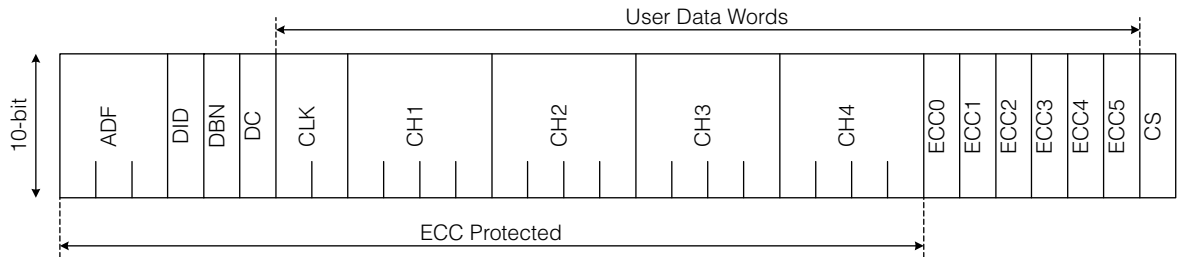 User Data Words
10-bit
ADF
DID
DBN
DC
CLK
CH1
CH2
CH3
CH4
ECC0
ECC1
ECC2
ECC3
ECC4
ECC5
CS
ECC Protected